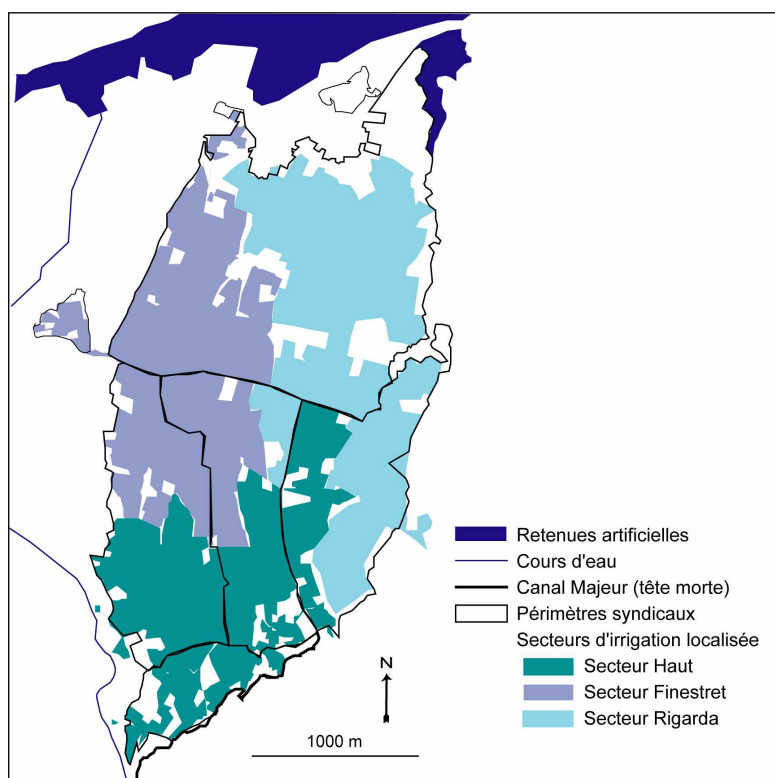 Retenues artificielles
Cours d'eau
Canal Majeur (tête morte)
Périmètres syndicaux
Secteurs d'irrigation localisée
Secteur Haut
Secteur Finestret
Secteur Rigarda
N
1000 m